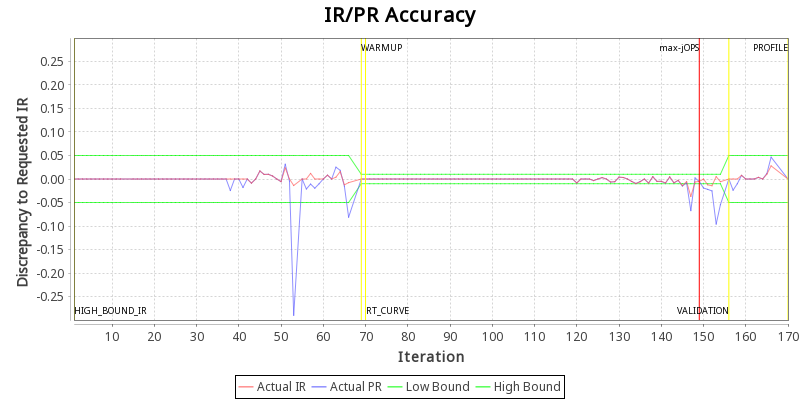 IR/PR Accuracy
WARMUP
max-jOPS
PROFILE
0.25
0.20
0.15
0.10
0.05
0.00
-0.05
-0.10
-0.15
-0.20
-0.25
Discrepancy to Requested IR
HIGH_BOUND_IR
RT_CURVE
VALIDATION
10 20 30 40 50 60 70 80 90 100 110 120 130 140 150 160 170
Iteration
Actual IR Actual PR Low Bound High Bound